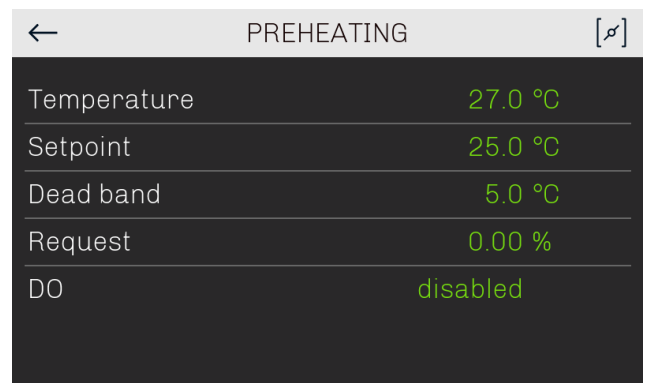 PREHEATING
Temperature 27.0 °C
Setpoint 25.0 °C
Dead band 5.0 °C
Request 0.00 %
DO disabled